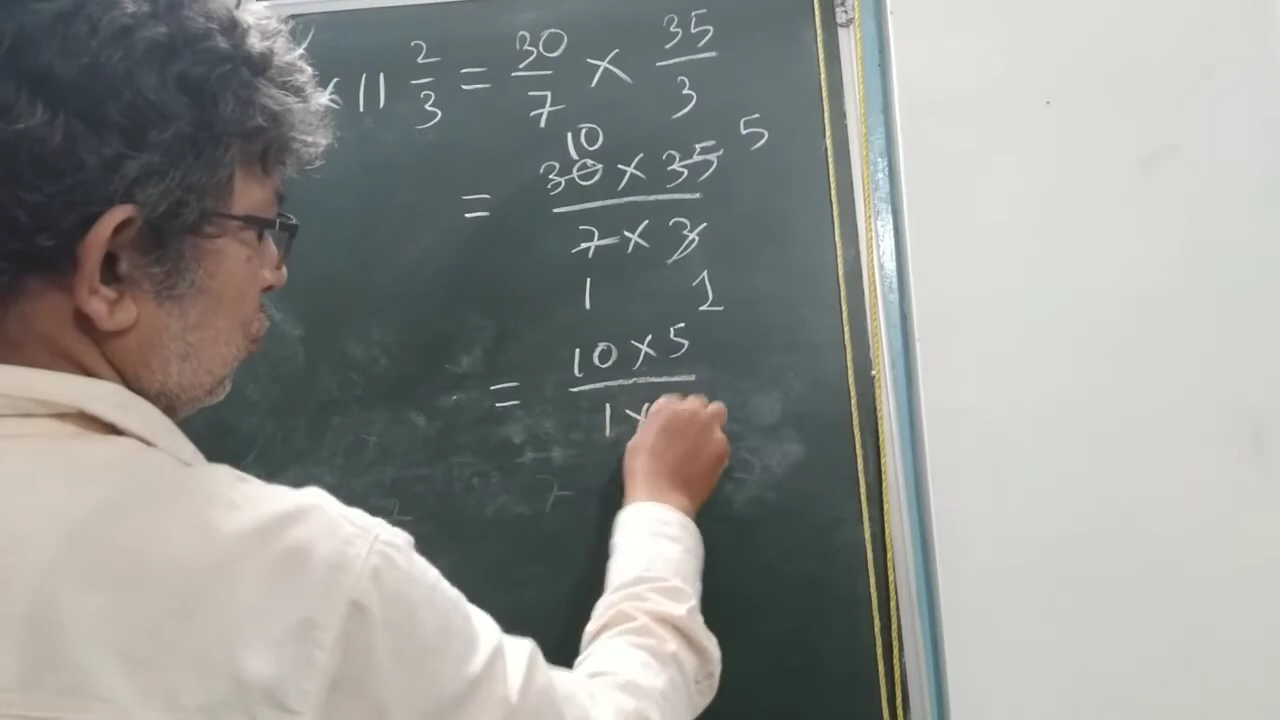 × 11 2/3 = 30/7 × 35/3
10 5
= 30 × 35 / 7 × 3
1 1
= 10 × 5 / 1 ×